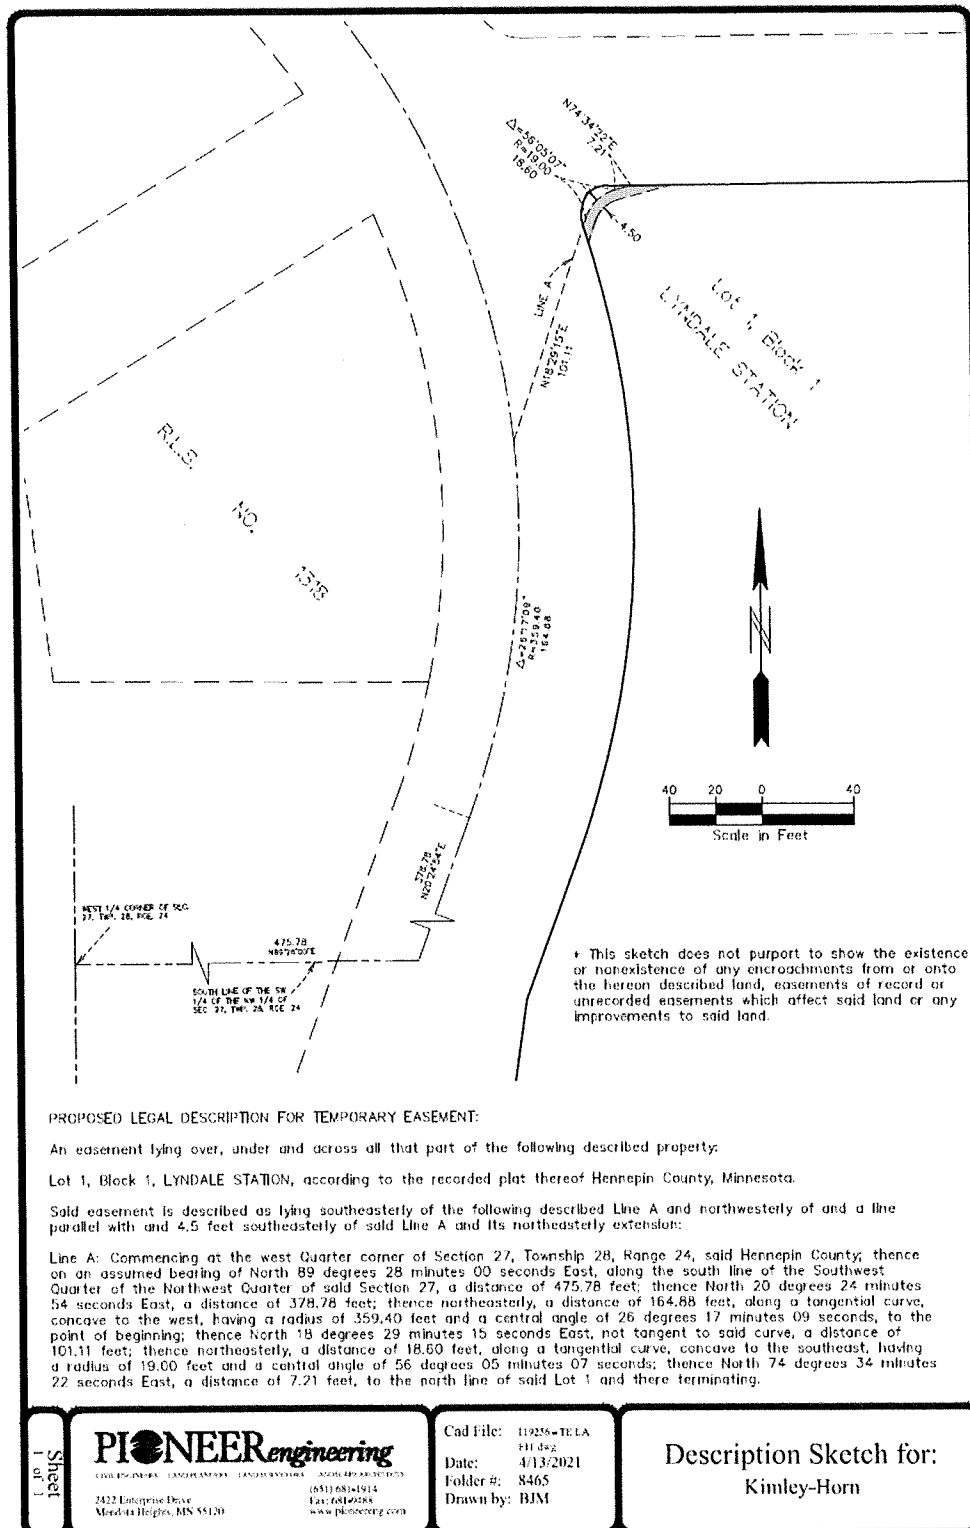 N74°34'22"E
7.21
Δ=56°05'07"
R=19.00
18.60
4.50
LINE A
N18°29'15"E
101.11
Lot 1, Block 1
LYNDALE STATION
R.L.S.
NO.
1518
Δ=26°17'09"
R=359.40
164.88
40 20 0 40
Scale in Feet
378.78
N20°24'54"E
WEST 1/4 CORNER OF SEC.
27, TWP. 28, RGE. 24
475.78
N89°28'00"E
SOUTH LINE OF THE SW
1/4 OF THE NW 1/4 OF
SEC. 27, TWP. 28, RGE. 24
* This sketch does not purport to show the existence
or nonexistence of any encroachments from or onto
the hereon described land, easements of record or
unrecorded easements which affect said land or any
improvements to said land.
PROPOSED LEGAL DESCRIPTION FOR TEMPORARY EASEMENT:
An easement lying over, under and across all that part of the following described property:
Lot 1, Block 1, LYNDALE STATION, according to the recorded plat thereof Hennepin County, Minnesota.
Said easement is described as lying southeasterly of the following described Line A and northwesterly of and a line
parallel with and 4.5 feet southeasterly of said Line A and its northeasterly extension:
Line A: Commencing at the west Quarter corner of Section 27, Township 28, Range 24, said Hennepin County; thence
on an assumed bearing of North 89 degrees 28 minutes 00 seconds East, along the south line of the Southwest
Quarter of the Northwest Quarter of said Section 27, a distance of 475.78 feet; thence North 20 degrees 24 minutes
54 seconds East, a distance of 378.78 feet; thence northeasterly, a distance of 164.88 feet, along a tangential curve,
concave to the west, having a radius of 359.40 feet and a central angle of 26 degrees 17 minutes 09 seconds, to the
point of beginning; thence North 18 degrees 29 minutes 15 seconds East, not tangent to said curve, a distance of
101.11 feet; thence northeasterly, a distance of 18.60 feet, along a tangential curve, concave to the southeast, having
a radius of 19.00 feet and a central angle of 56 degrees 05 minutes 07 seconds; thence North 74 degrees 34 minutes
22 seconds East, a distance of 7.21 feet, to the north line of said Lot 1 and there terminating.
Sheet
1 of 1
PIONEERengineering
CIVIL ENGINEERS LAND PLANNERS LAND SURVEYORS LANDSCAPE ARCHITECTS
2422 Enterprise Drive
Mendota Heights, MN 55120
(651) 681-1914
Fax: 681-9488
www.pioneereng.com
Cad File:
Date: 4/13/2021
Folder #: 8465
Drawn by: BJM
Description Sketch for:
Kimley-Horn